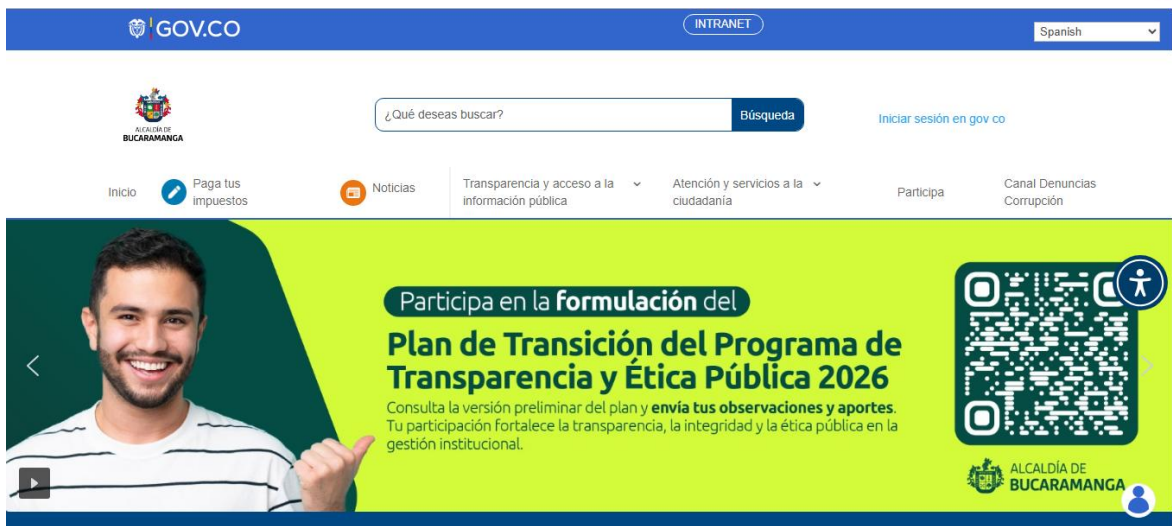 GOV.CO
INTRANET
Spanish
ALCALDÍA DE
BUCARAMANGA
¿Qué deseas buscar?
Búsqueda
Iniciar sesión en gov co
Inicio
Paga tus
impuestos
Noticias
Transparencia y acceso a la
información pública
Atención y servicios a la
ciudadanía
Participa
Canal Denuncias
Corrupción
Participa en la formulación del
Plan de Transición del Programa de
Transparencia y Ética Pública 2026
Consulta la versión preliminar del plan y envía tus observaciones y aportes.
Tu participación fortalece la transparencia, la integridad y la ética pública en la
gestión institucional.
ALCALDÍA DE
BUCARAMANGA